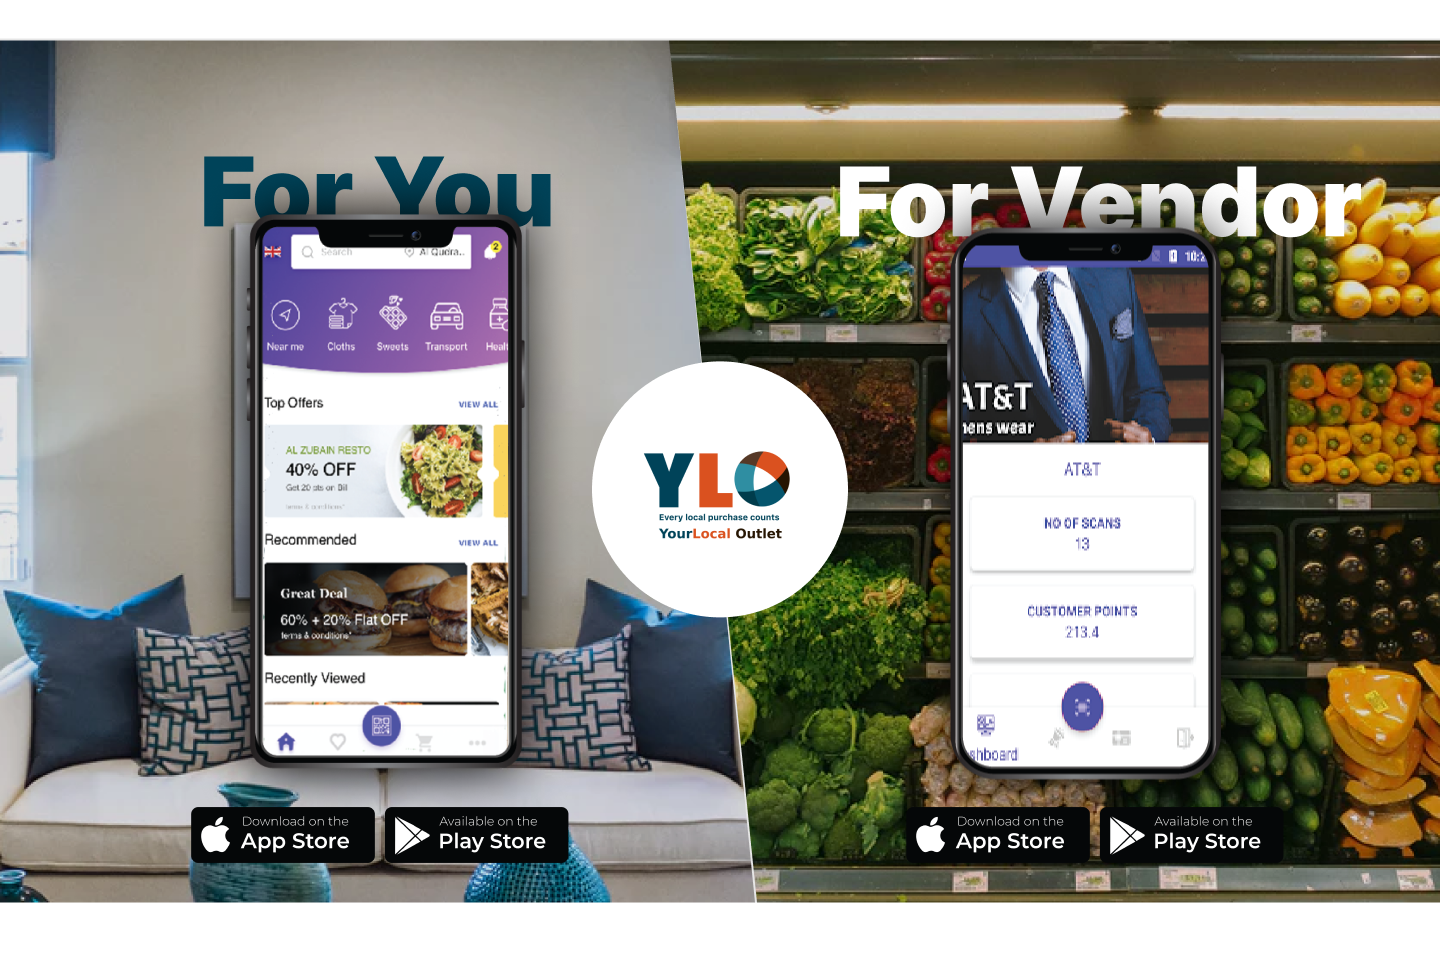 For You
Search
Al Qudra..
2
Near me
Cloths
Sweets
Transport
Healt
Top Offers
VIEW ALL
AL ZUBAIN RESTO
40% OFF
Get 20 pts on Bill
terms & conditions*
Recommended
VIEW ALL
Great Deal
60% + 20% Flat OFF
terms & conditions*
Recently Viewed
Download on the
App Store
Available on the
Play Store
YLO
Every local purchase counts
YourLocal Outlet
For Vendor
10:2
AT&T
mens wear
AT&T
NO OF SCANS
13
CUSTOMER POINTS
213.4
shboard
Download on the
App Store
Available on the
Play Store